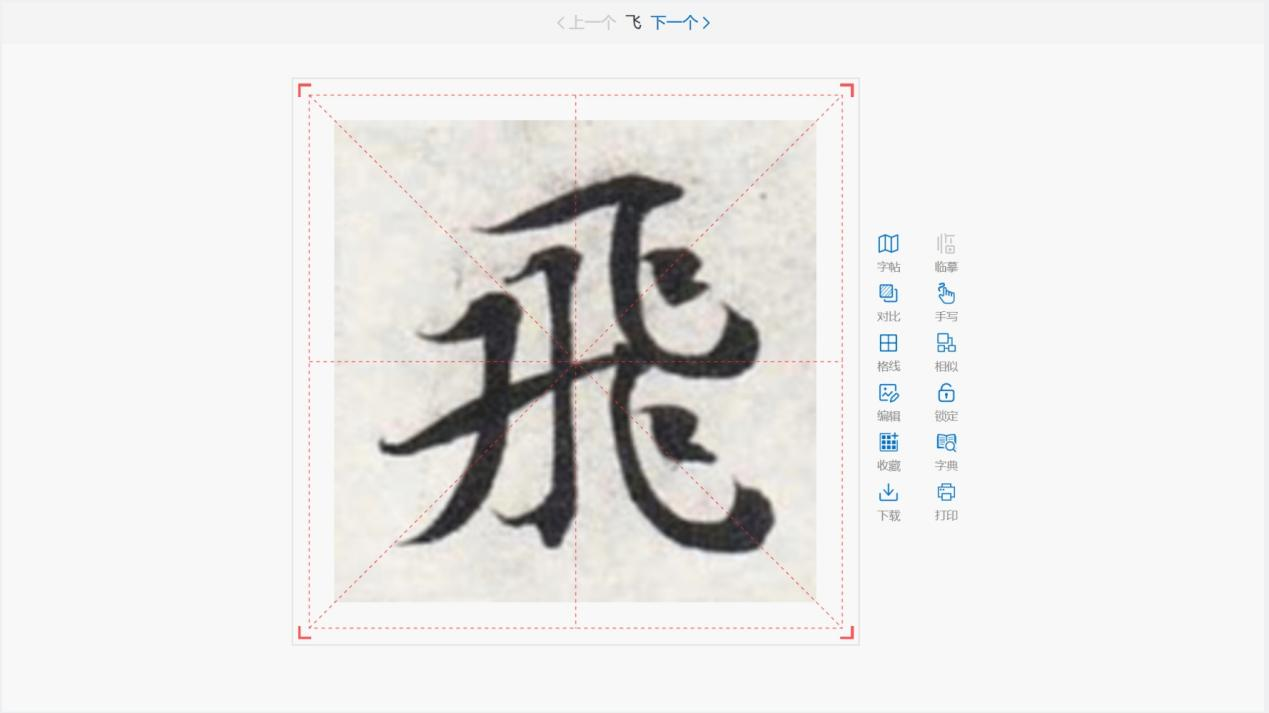 上一个 飞 下一个
飛
字帖 临摹
对比 手写
格线 相似
编辑 锁定
收藏 字典
下载 打印